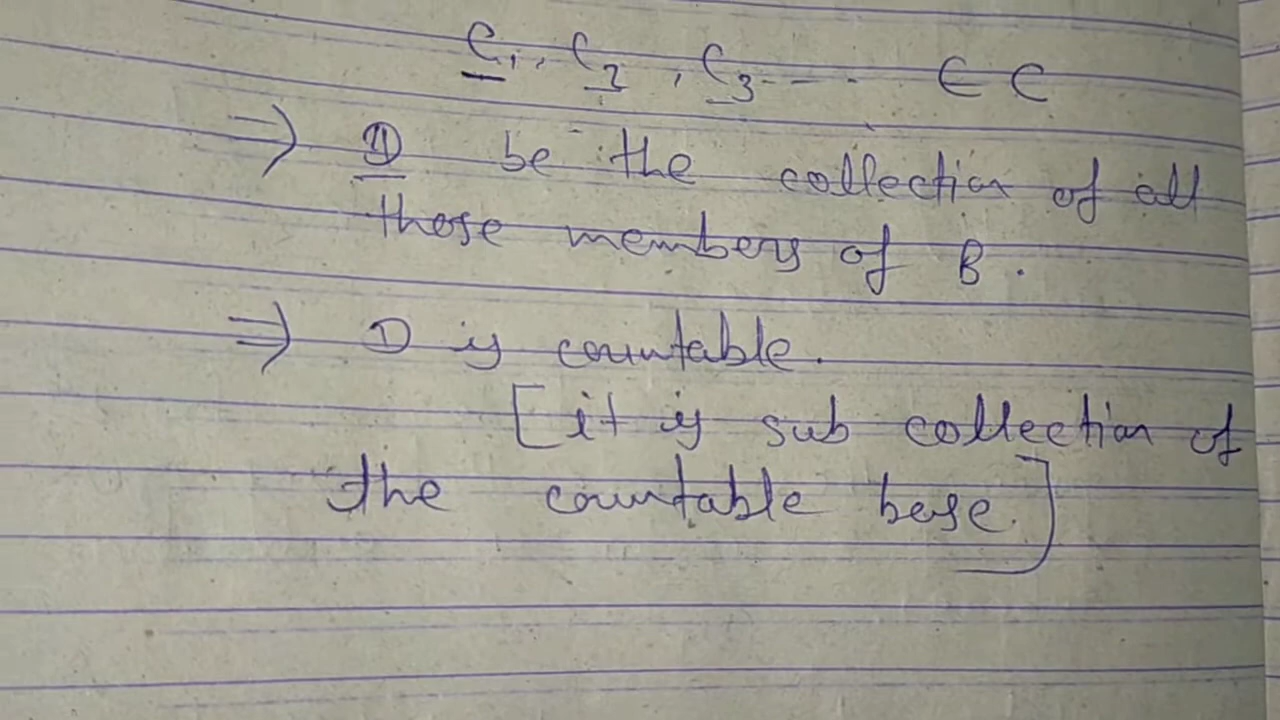 C1, C2, C3 --- . ∈ C
⇒ D be the collection of all
those members of B.
⇒ D is countable.
[it is sub collection of
the countable base.]